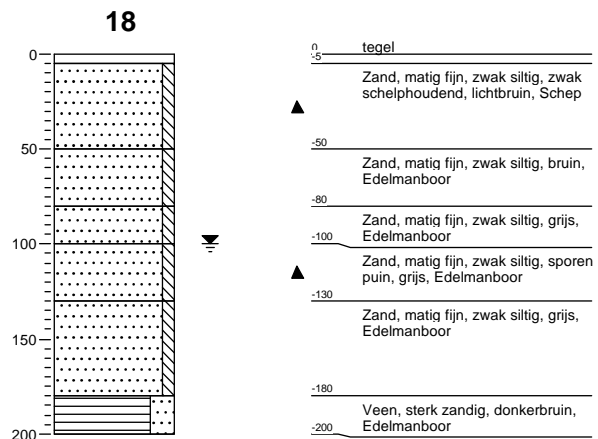 18
0
50
100
150
200
0
tegel
-5
Zand, matig fijn, zwak siltig, zwak
schelphoudend, lichtbruin, Schep
-50
Zand, matig fijn, zwak siltig, bruin,
Edelmanboor
-80
Zand, matig fijn, zwak siltig, grijs,
Edelmanboor
-100
Zand, matig fijn, zwak siltig, sporen
puin, grijs, Edelmanboor
-130
Zand, matig fijn, zwak siltig, grijs,
Edelmanboor
-180
Veen, sterk zandig, donkerbruin,
Edelmanboor
-200